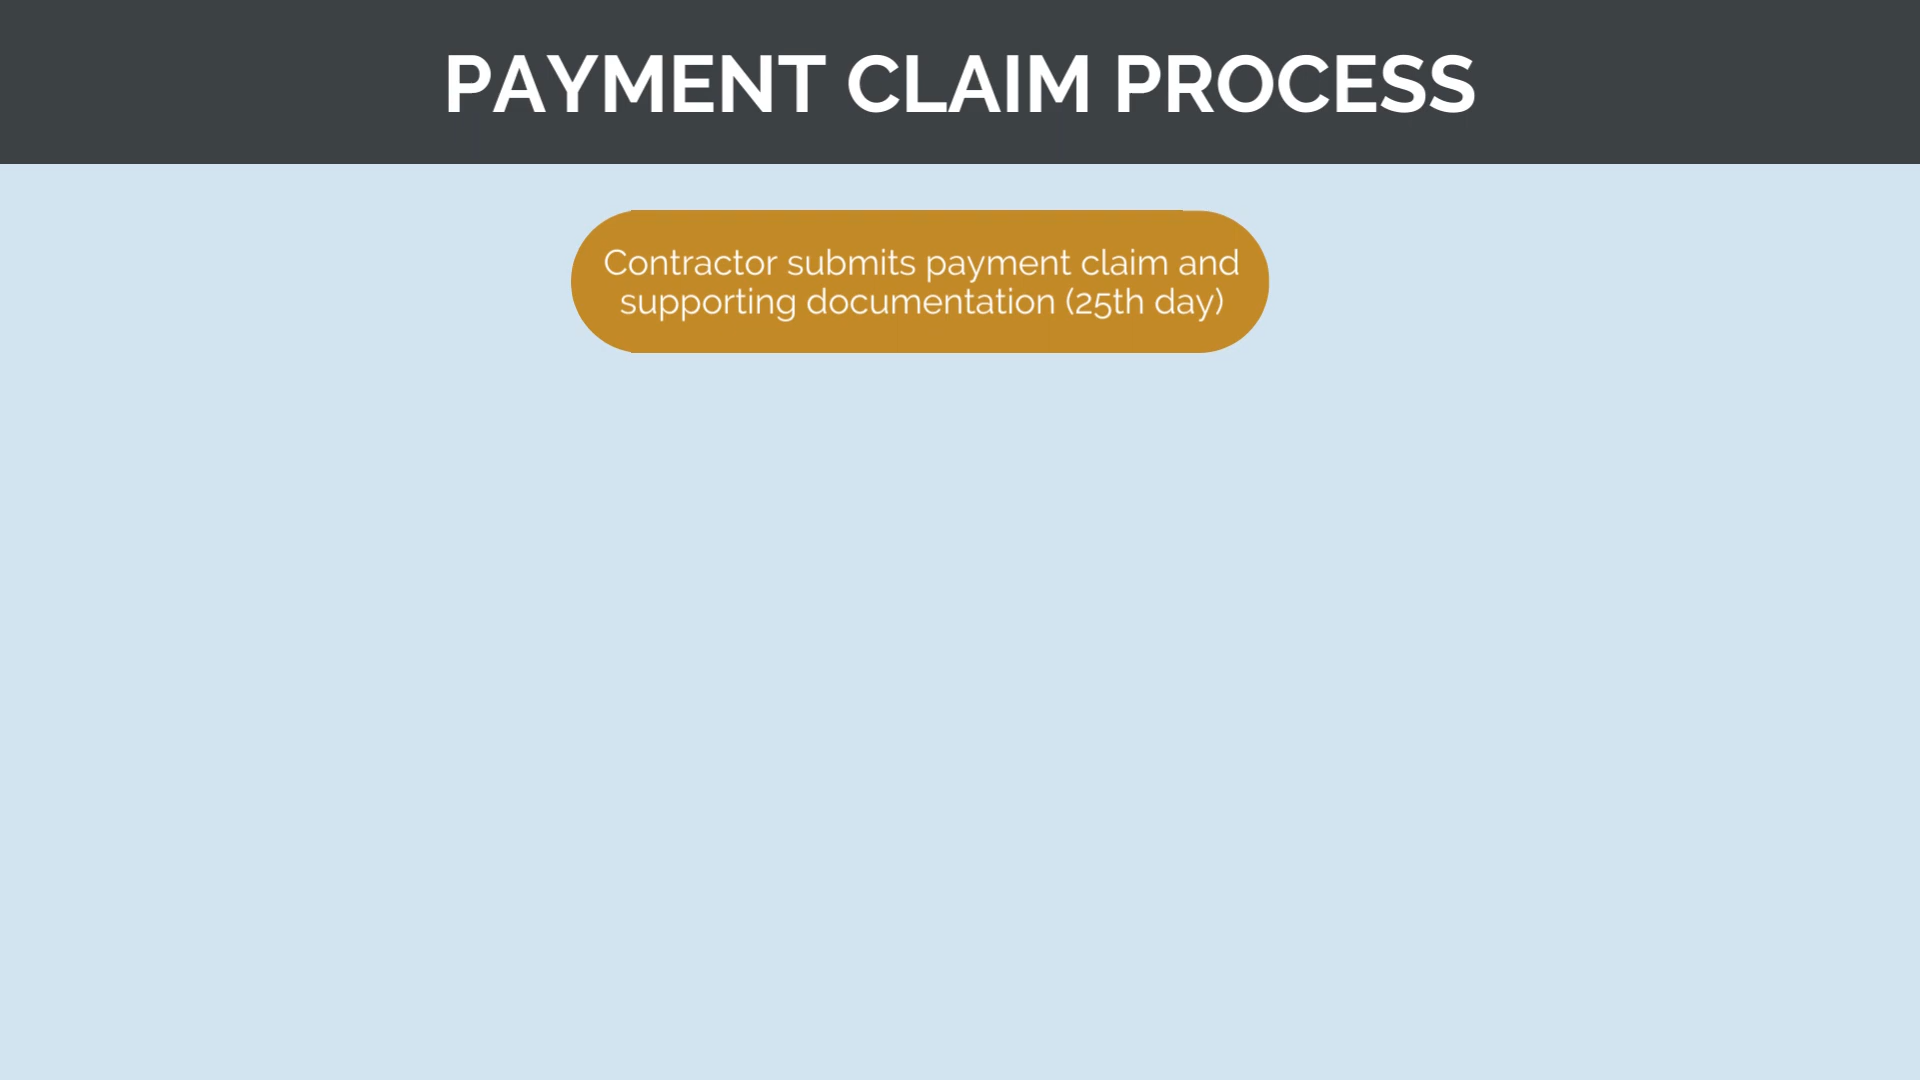 PAYMENT CLAIM PROCESS
Contractor submits payment claim and
supporting documentation (25th day)